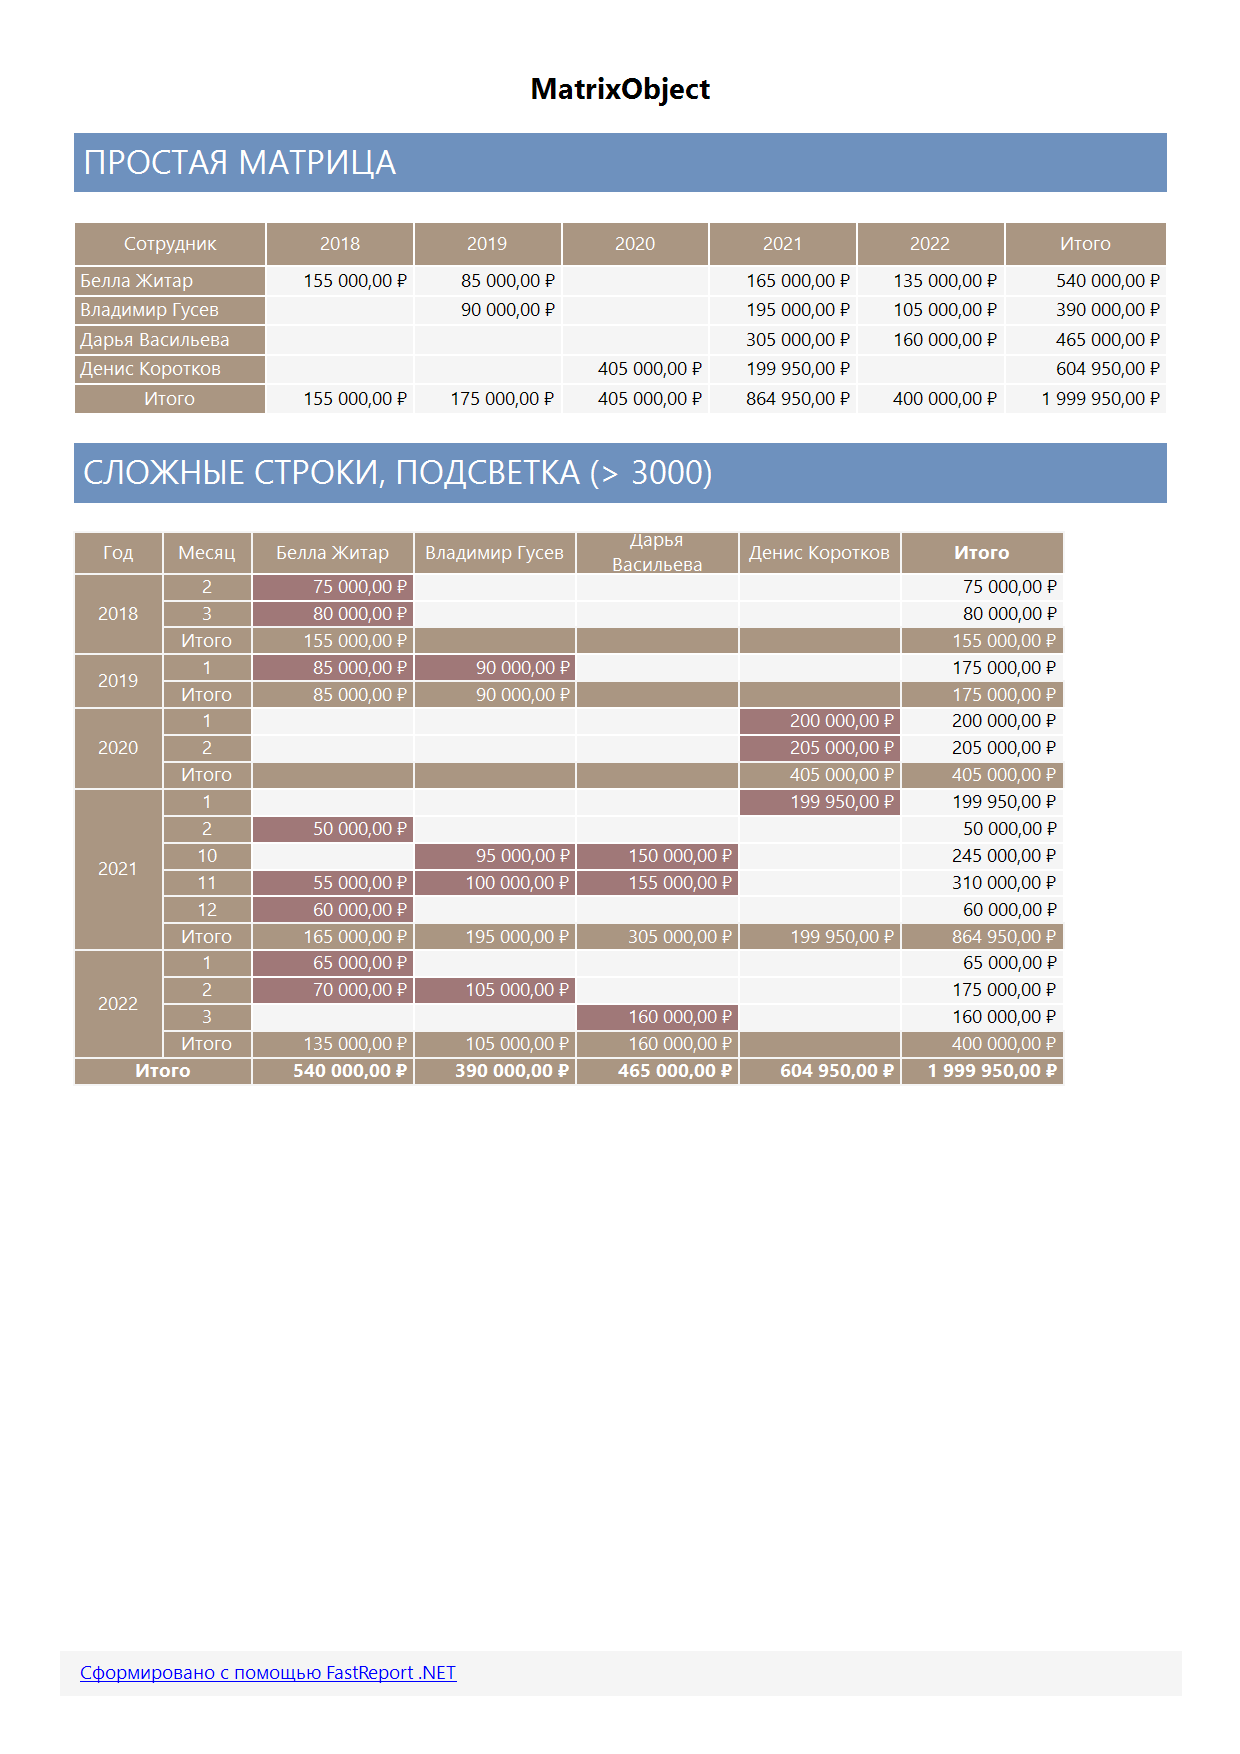 MatrixObject
ПРОСТАЯ МАТРИЦА
Сотрудник 2018 2019 2020 2021 2022 Итого
Белла Житар 155 000,00 ₽ 85 000,00 ₽ 165 000,00 ₽ 135 000,00 ₽ 540 000,00 ₽
Владимир Гусев 90 000,00 ₽ 195 000,00 ₽ 105 000,00 ₽ 390 000,00 ₽
Дарья Васильева 305 000,00 ₽ 160 000,00 ₽ 465 000,00 ₽
Денис Коротков 405 000,00 ₽ 199 950,00 ₽ 604 950,00 ₽
Итого 155 000,00 ₽ 175 000,00 ₽ 405 000,00 ₽ 864 950,00 ₽ 400 000,00 ₽ 1 999 950,00 ₽
СЛОЖНЫЕ СТРОКИ, ПОДСВЕТКА (> 3000)
Год Месяц Белла Житар Владимир Гусев Дарья Васильева Денис Коротков Итого
2018
2 75 000,00 ₽ 75 000,00 ₽
3 80 000,00 ₽ 80 000,00 ₽
Итого 155 000,00 ₽ 155 000,00 ₽
2019
1 85 000,00 ₽ 90 000,00 ₽ 175 000,00 ₽
Итого 85 000,00 ₽ 90 000,00 ₽ 175 000,00 ₽
2020
1 200 000,00 ₽ 200 000,00 ₽
2 205 000,00 ₽ 205 000,00 ₽
Итого 405 000,00 ₽ 405 000,00 ₽
2021
1 199 950,00 ₽ 199 950,00 ₽
2 50 000,00 ₽ 50 000,00 ₽
10 95 000,00 ₽ 150 000,00 ₽ 245 000,00 ₽
11 55 000,00 ₽ 100 000,00 ₽ 155 000,00 ₽ 310 000,00 ₽
12 60 000,00 ₽ 60 000,00 ₽
Итого 165 000,00 ₽ 195 000,00 ₽ 305 000,00 ₽ 199 950,00 ₽ 864 950,00 ₽
2022
1 65 000,00 ₽ 65 000,00 ₽
2 70 000,00 ₽ 105 000,00 ₽ 175 000,00 ₽
3 160 000,00 ₽ 160 000,00 ₽
Итого 135 000,00 ₽ 105 000,00 ₽ 160 000,00 ₽ 400 000,00 ₽
Итого 540 000,00 ₽ 390 000,00 ₽ 465 000,00 ₽ 604 950,00 ₽ 1 999 950,00 ₽
Сформировано с помощью FastReport .NET